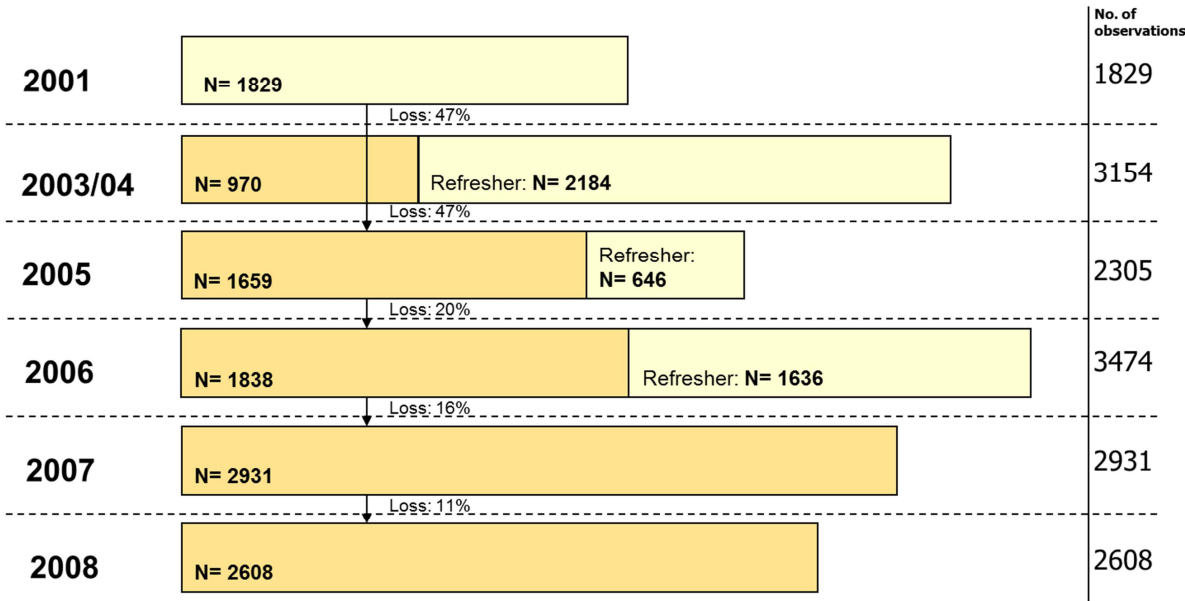 No. of
observations
2001
N= 1829
1829
Loss: 47%
2003/04
N= 970
Refresher: N= 2184
3154
Loss: 47%
2005
N= 1659
Refresher:
N= 646
2305
Loss: 20%
2006
N= 1838
Refresher: N= 1636
3474
Loss: 16%
2007
N= 2931
2931
Loss: 11%
2008
N= 2608
2608